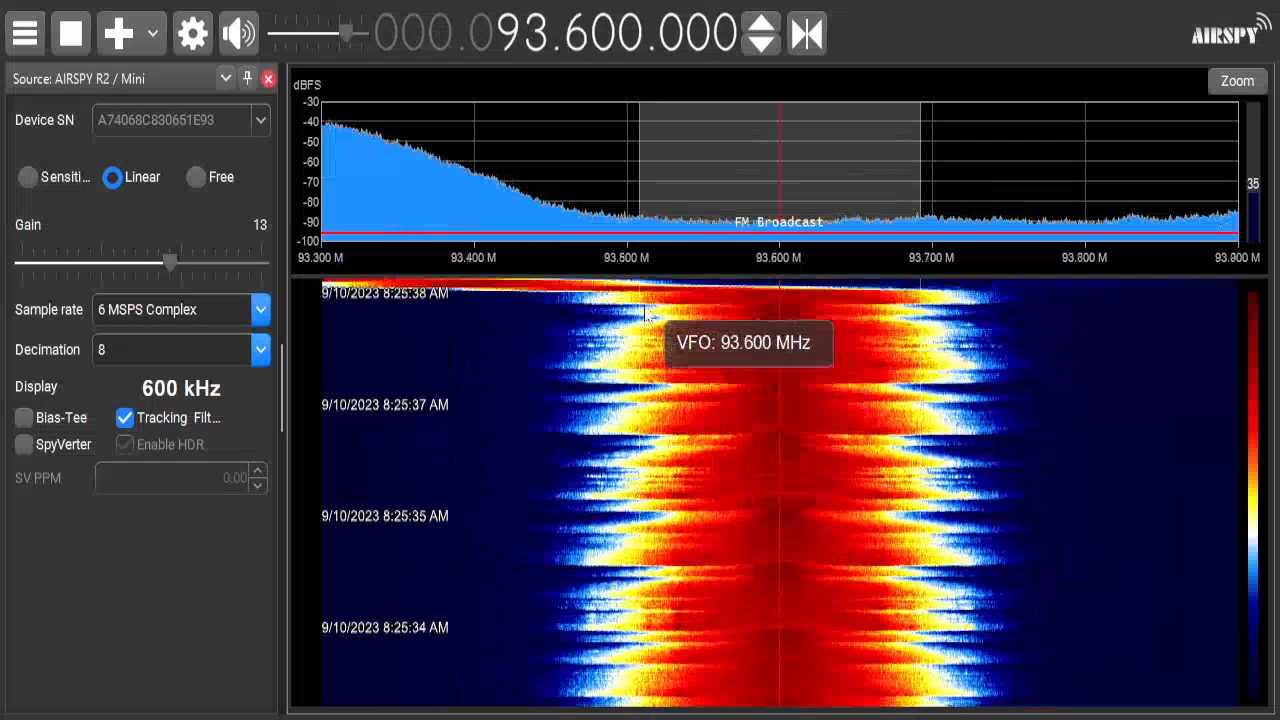 000.093.600.000
AIRSPY
Source: AIRSPY R2 / Mini
Device SN A74068C830651E93
Sensiti... Linear Free
Gain 13
Sample rate 6 MSPS Complex
Decimation 8
Display 600 kHz
Bias-Tee Tracking Filt...
SpyVerter Enable HDR
SV PPM 0.00
dBFS
Zoom
-30
-40
-50
-60
-70
-80
-90
-100
35
FM Broadcast
93.300 M 93.400 M 93.500 M 93.600 M 93.700 M 93.800 M 93.900 M
9/10/2023 8:25:38 AM
VFO: 93.600 MHz
9/10/2023 8:25:37 AM
9/10/2023 8:25:35 AM
9/10/2023 8:25:34 AM